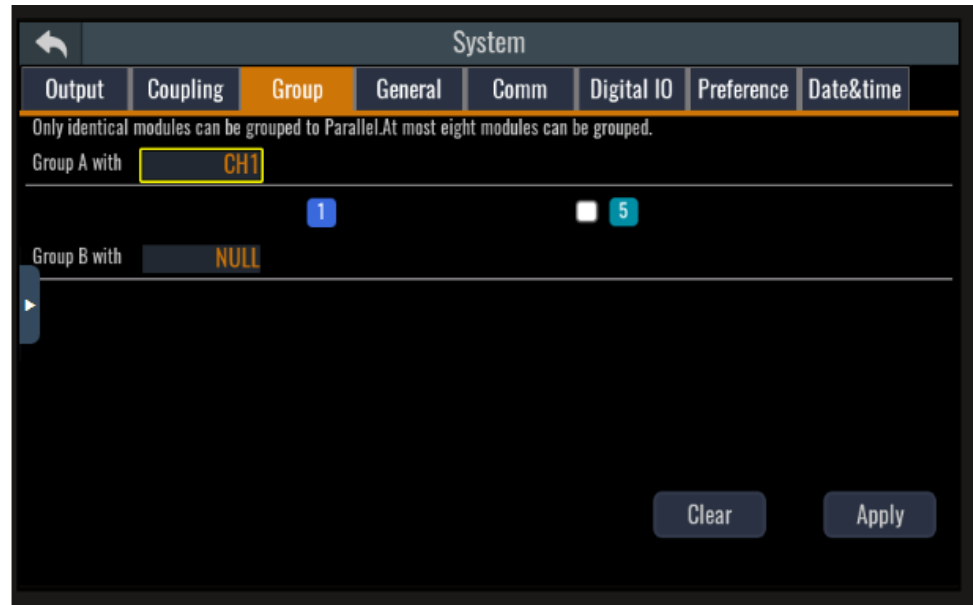 System
Output Coupling Group General Comm Digital IO Preference Date&time
Only identical modules can be grouped to Parallel.At most eight modules can be grouped.
Group A with CH1
1 5
Group B with NULL
Clear Apply